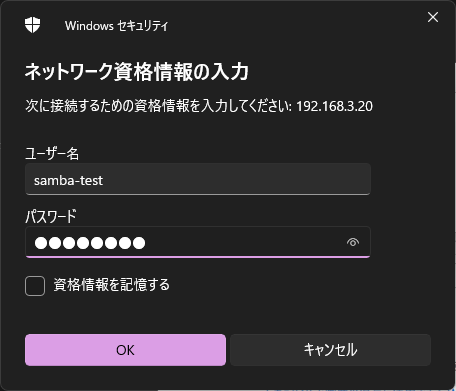 Windows セキュリティ
ネットワーク資格情報の入力
次に接続するための資格情報を入力してください: 192.168.3.20
ユーザー名
samba-test
パスワード
●●●●●●●●
資格情報を記憶する
OK
キャンセル